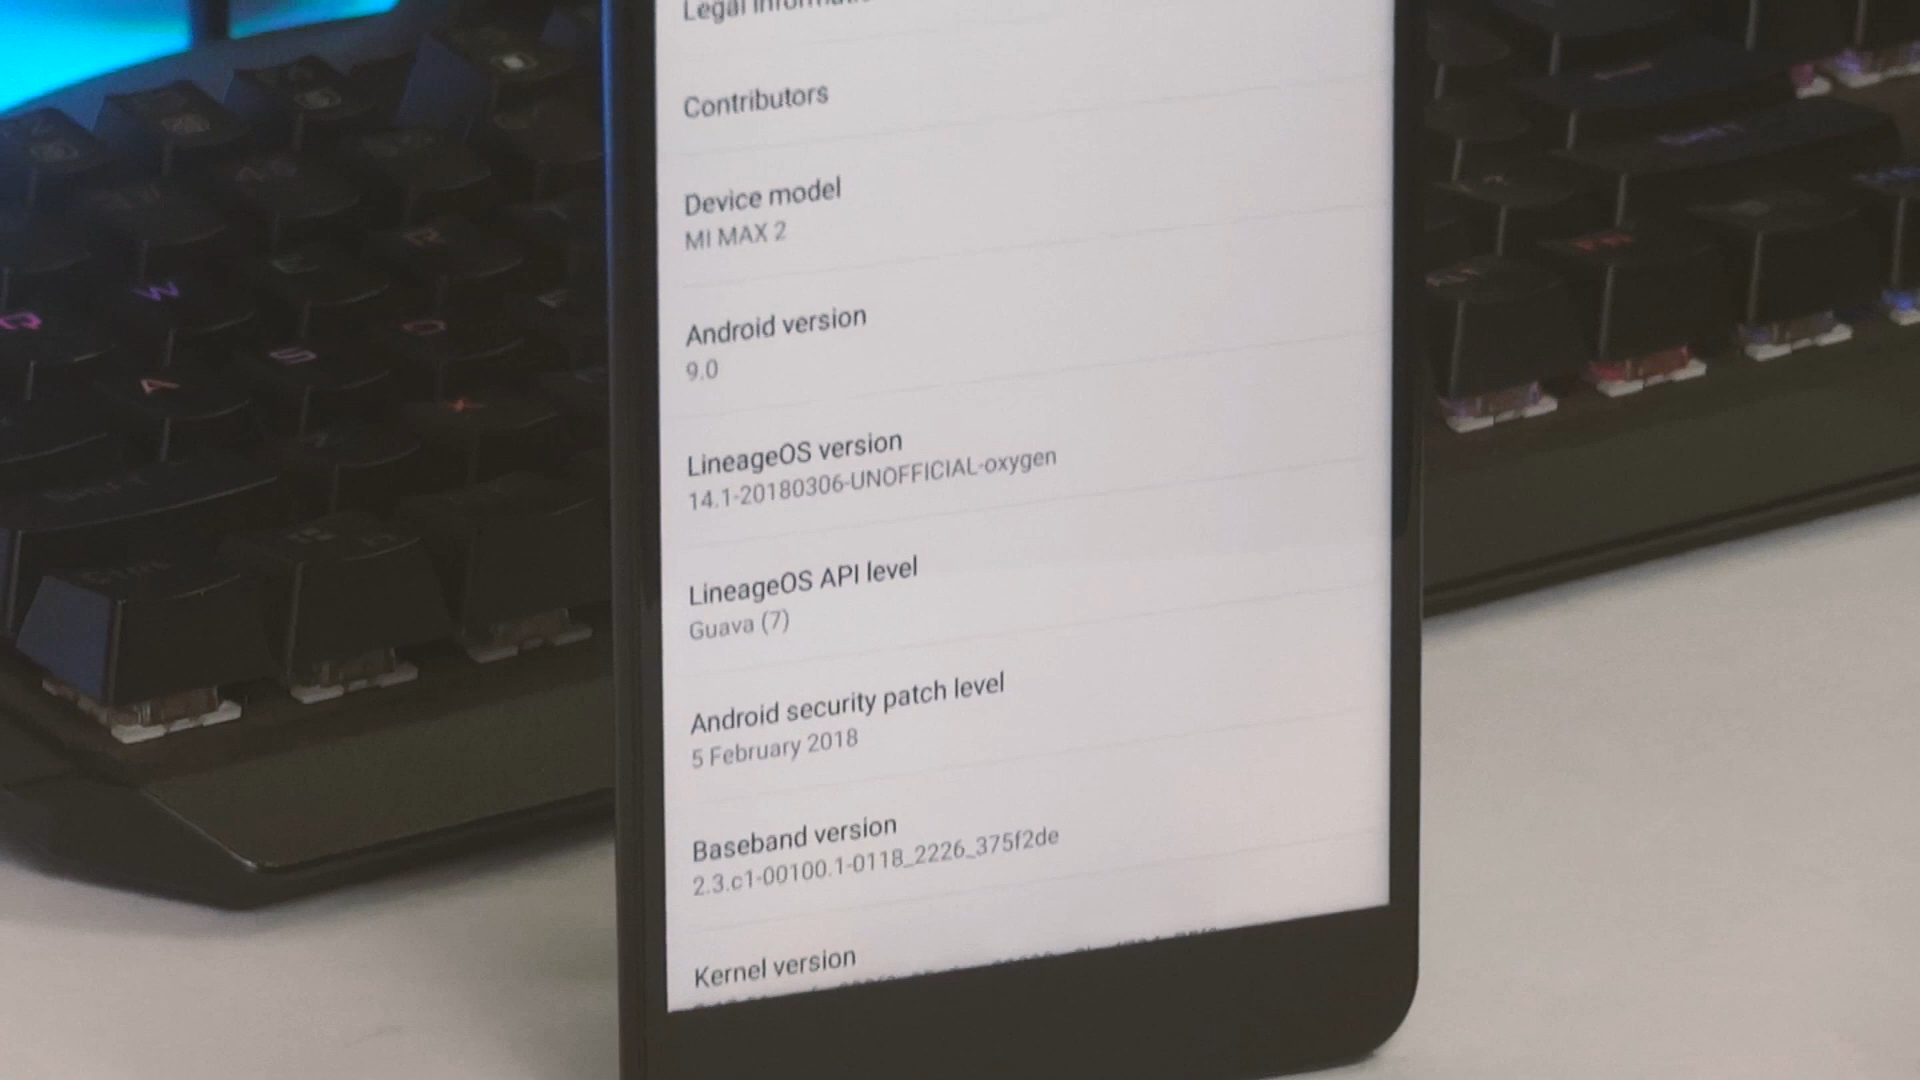 Legal
Contributors
Device model
MI MAX 2
Android version
9.0
LineageOS version
14.1-20180306-UNOFFICIAL-oxygen
LineageOS API level
Guava (7)
Android security patch level
5 February 2018
Baseband version
2.3.c1-00100.1-0118_2226_375f2de
Kernel version
W
A
S
D